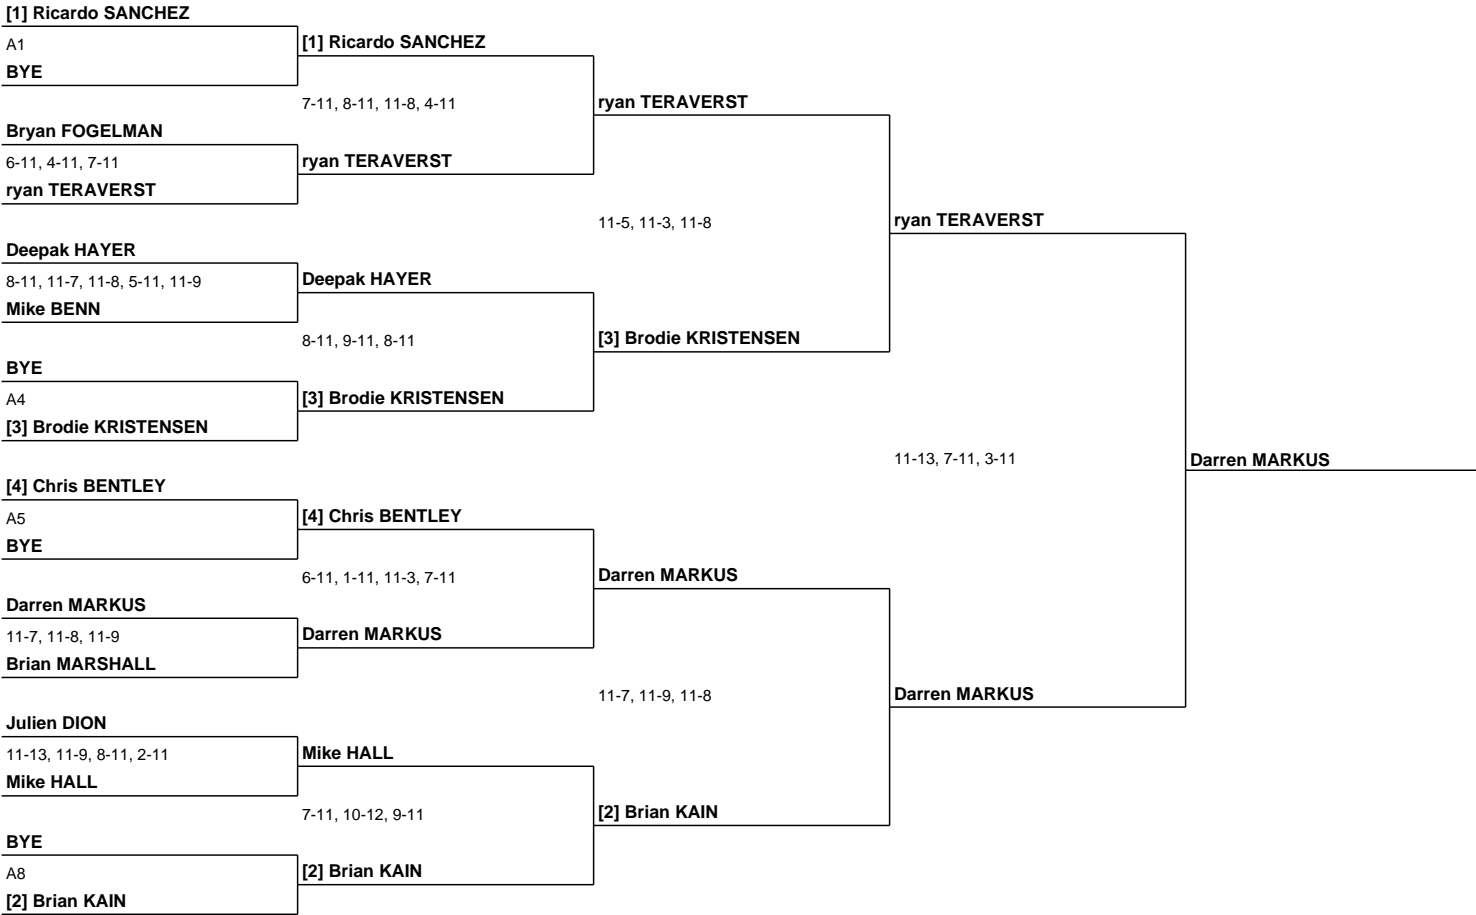 [1] Ricardo SANCHEZ
A1
[1] Ricardo SANCHEZ
BYE
7-11, 8-11, 11-8, 4-11
ryan TERAVERST
Bryan FOGELMAN
6-11, 4-11, 7-11
ryan TERAVERST
ryan TERAVERST
11-5, 11-3, 11-8
ryan TERAVERST
Deepak HAYER
8-11, 11-7, 11-8, 5-11, 11-9
Deepak HAYER
Mike BENN
8-11, 9-11, 8-11
[3] Brodie KRISTENSEN
BYE
A4
[3] Brodie KRISTENSEN
[3] Brodie KRISTENSEN
11-13, 7-11, 3-11
Darren MARKUS
[4] Chris BENTLEY
A5
[4] Chris BENTLEY
BYE
6-11, 1-11, 11-3, 7-11
Darren MARKUS
Darren MARKUS
11-7, 11-8, 11-9
Darren MARKUS
Brian MARSHALL
11-7, 11-9, 11-8
Darren MARKUS
Julien DION
11-13, 11-9, 8-11, 2-11
Mike HALL
Mike HALL
7-11, 10-12, 9-11
[2] Brian KAIN
BYE
A8
[2] Brian KAIN
[2] Brian KAIN